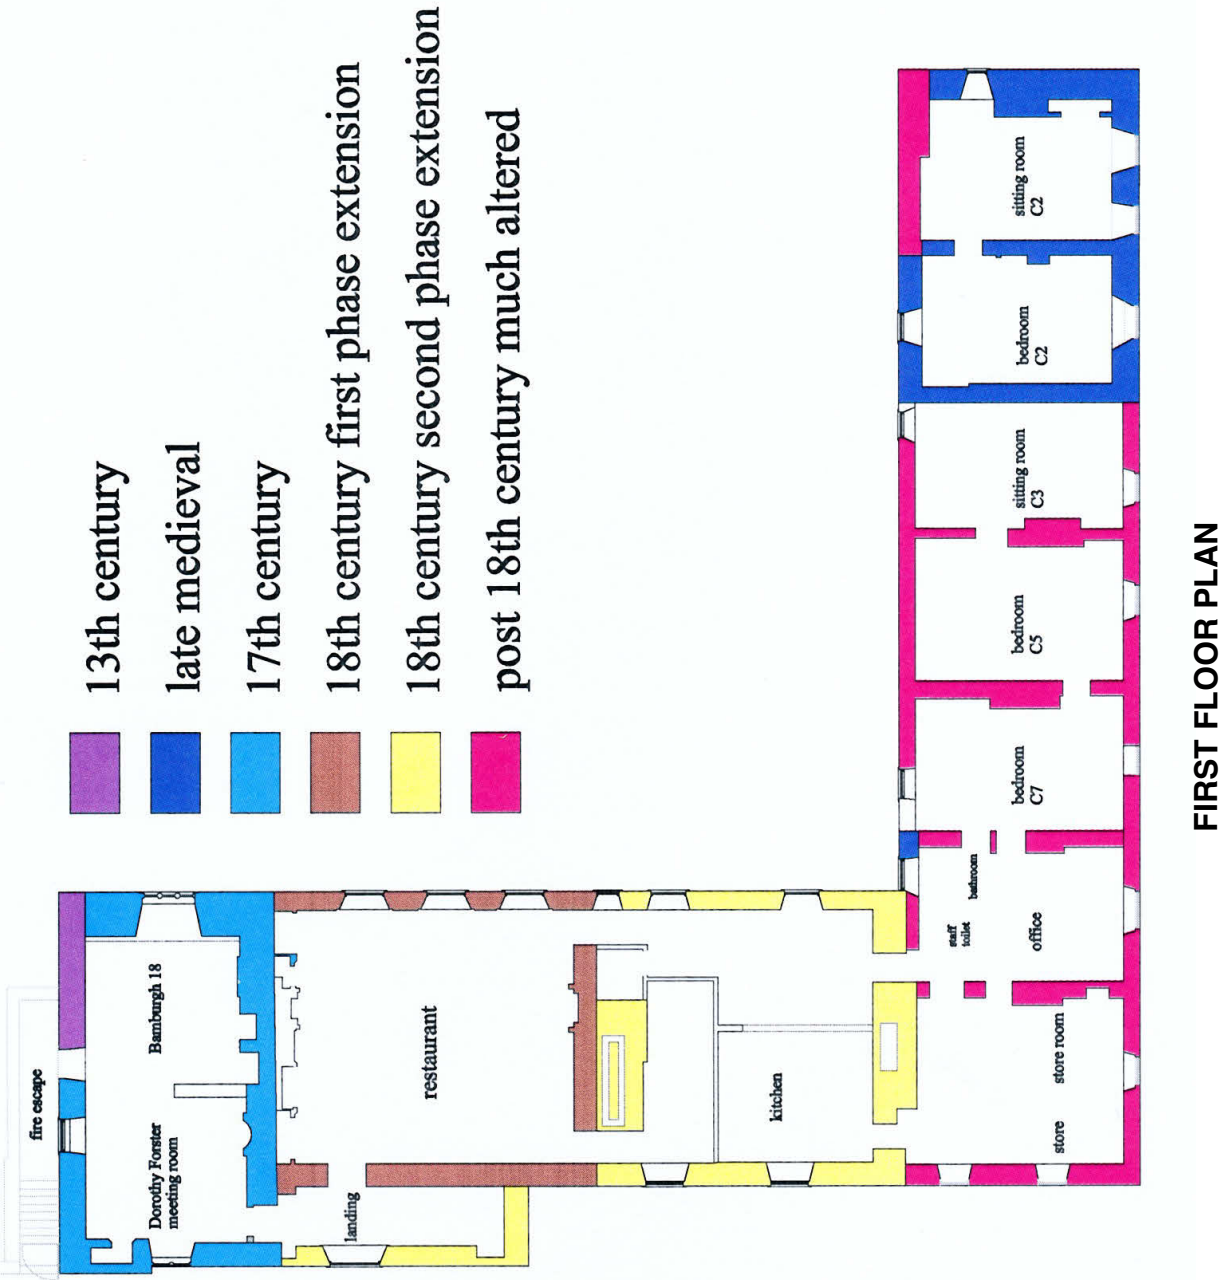 13th century
late medieval
17th century
18th century first phase extension
18th century second phase extension
post 18th century much altered
fire escape
Bamburgh 18
Dorothy Forster
meeting room
restaurant
landing
kitchen
store
store room
office
staff
toilet
bathroom
bedroom
C7
bedroom
C5
sitting room
C3
bedroom
C2
sitting room
C2
FIRST FLOOR PLAN